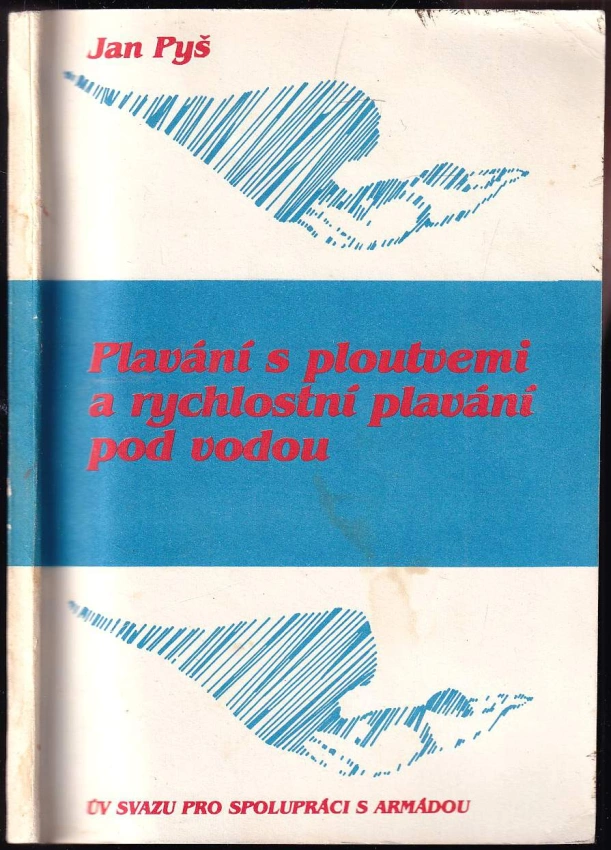 Jan Pyš
Plavání s ploutvemi
a rychlostní plavání
pod vodou
ÚV SVAZU PRO SPOLUPRÁCI S ARMÁDOU